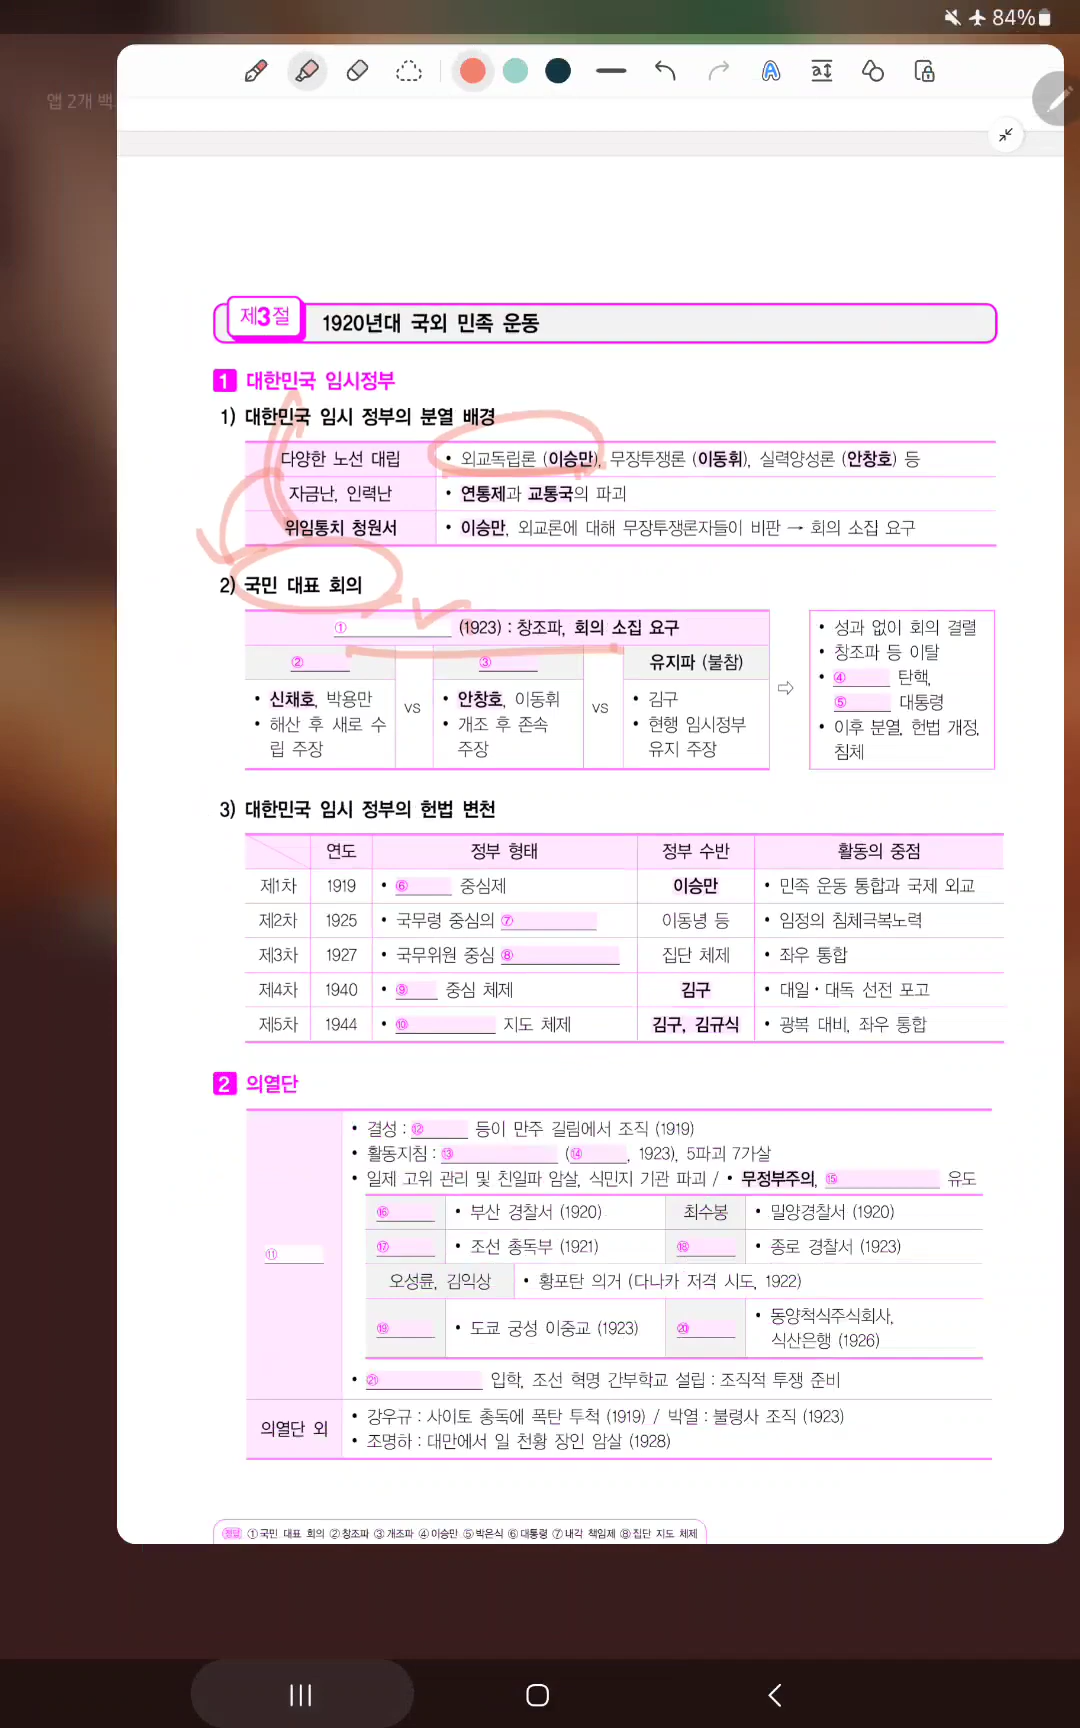 84%
앱 2개 백
제3절 1920년대 국외 민족 운동
1 대한민국 임시정부
1) 대한민국 임시 정부의 분열 배경
다양한 노선 대립 • 외교독립론 (이승만), 무장투쟁론 (이동휘), 실력양성론 (안창호) 등
자금난, 인력난 • 연통제과 교통국의 파괴
위임통치 청원서 • 이승만, 외교론에 대해 무장투쟁론자들이 비판 → 회의 소집 요구
2) 국민 대표 회의
① (1923) : 창조파, 회의 소집 요구
② ③ 유지파 (불참)
• 신채호, 박용만
• 해산 후 새로 수
립 주장
vs
• 안창호, 이동휘
• 개조 후 존속
주장
vs
• 김구
• 현행 임시정부
유지 주장
⇨
• 성과 없이 회의 결렬
• 창조파 등 이탈
• ④ 탄핵,
⑤ 대통령
• 이후 분열, 헌법 개정,
침체
3) 대한민국 임시 정부의 헌법 변천
연도 정부 형태 정부 수반 활동의 중점
제1차 1919 • ⑥ 중심제 이승만 • 민족 운동 통합과 국제 외교
제2차 1925 • 국무령 중심의 ⑦ 이동녕 등 • 임정의 침체극복노력
제3차 1927 • 국무위원 중심 ⑧ 집단 체제 • 좌우 통합
제4차 1940 • ⑨ 중심 체제 김구 • 대일·대독 선전 포고
제5차 1944 • ⑩ 지도 체제 김구, 김규식 • 광복 대비, 좌우 통합
2 의열단
⑪
• 결성 : ⑫ 등이 만주 길림에서 조직 (1919)
• 활동지침 : ⑬ (⑭ , 1923), 5파괴 7가살
• 일제 고위 관리 및 친일파 암살, 식민지 기관 파괴 / • 무정부주의, ⑮ 유도
⑯ • 부산 경찰서 (1920) 최수봉 • 밀양경찰서 (1920)
⑰ • 조선 총독부 (1921) ⑱ • 종로 경찰서 (1923)
오성륜, 김익상 • 황포탄 의거 (다나카 저격 시도, 1922)
⑲ • 도쿄 궁성 이중교 (1923) ⑳ • 동양척식주식회사,
식산은행 (1926)
• ㉑ 입학, 조선 혁명 간부학교 설립 : 조직적 투쟁 준비
의열단 외
• 강우규 : 사이토 총독에 폭탄 투척 (1919) / 박열 : 불령사 조직 (1923)
• 조명하 : 대만에서 일 천황 장인 암살 (1928)
정답 ①국민 대표 회의 ②창조파 ③개조파 ④이승만 ⑤박은식 ⑥대통령 ⑦내각 책임제 ⑧집단 지도 체제